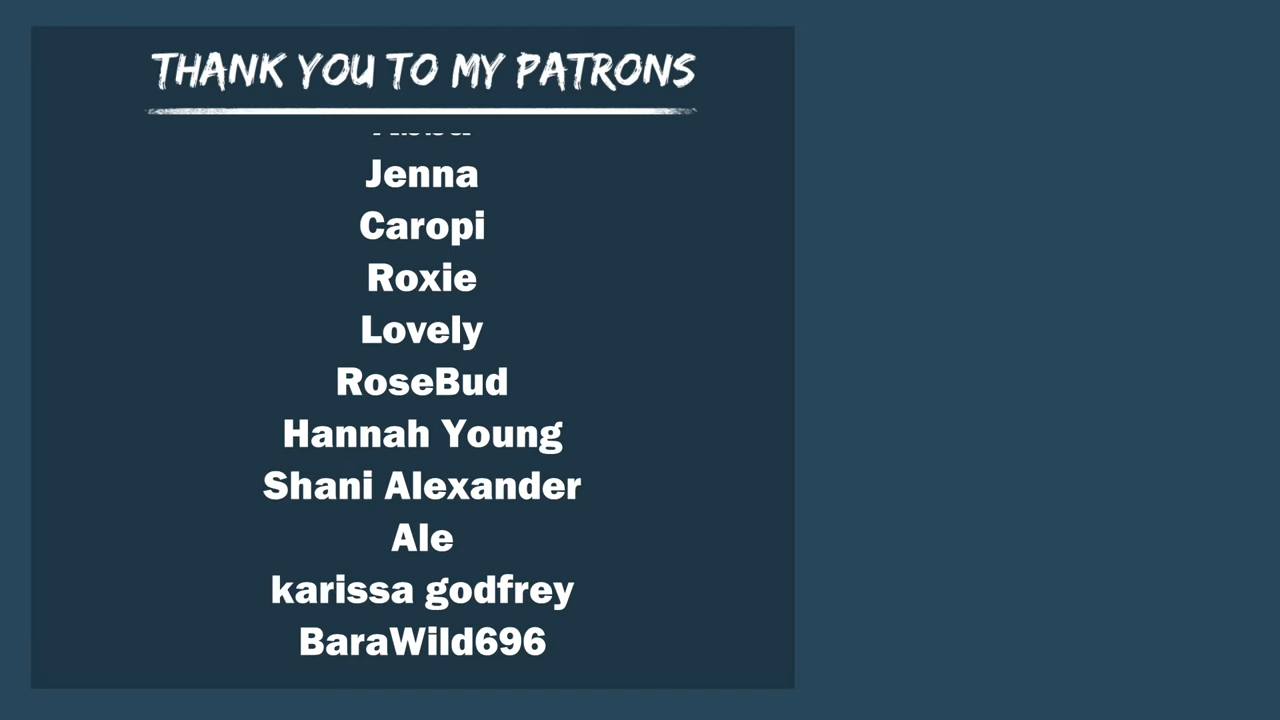 THANK YOU TO MY PATRONS
Jenna
Caropi
Roxie
Lovely
RoseBud
Hannah Young
Shani Alexander
Ale
karissa godfrey
BaraWild696